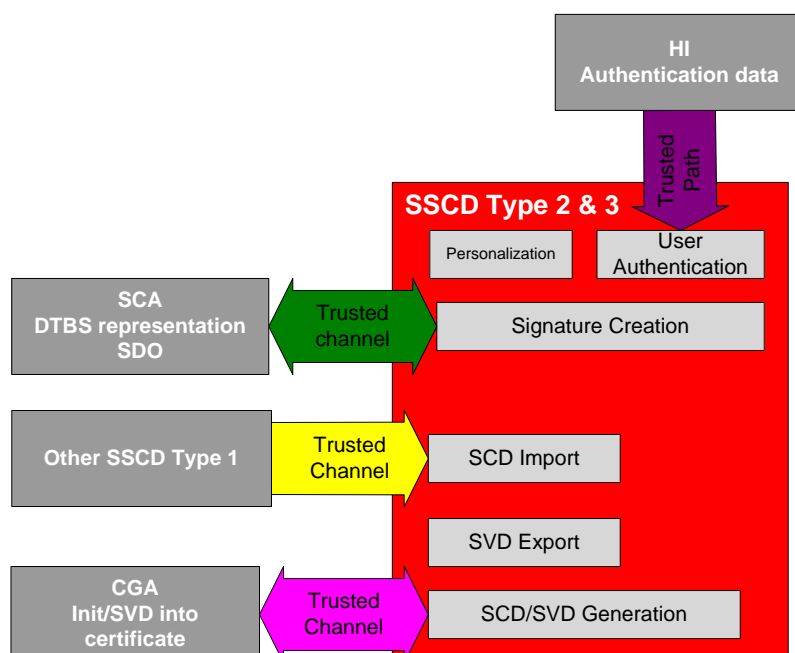 HI
Authentication data
Trusted
Path
SSCD Type 2 & 3
Personalization
User
Authentication
SCA
DTBS representation
SDO
Trusted
channel
Signature Creation
Other SSCD Type 1
Trusted
Channel
SCD Import
SVD Export
CGA
Init/SVD into
certificate
Trusted
Channel
SCD/SVD Generation